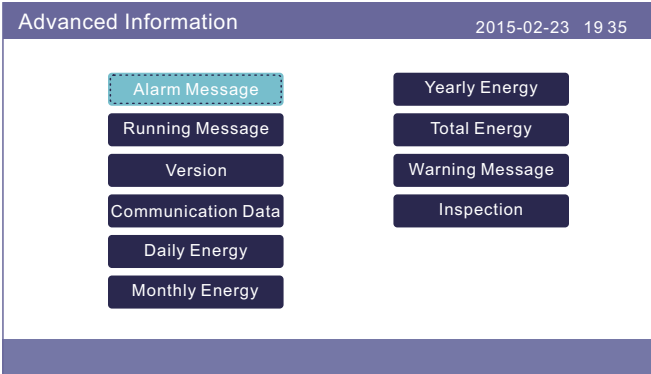 Advanced Information
2015-02-23 19 35
Alarm Message
Running Message
Version
Communication Data
Daily Energy
Monthly Energy
Yearly Energy
Total Energy
Warning Message
Inspection